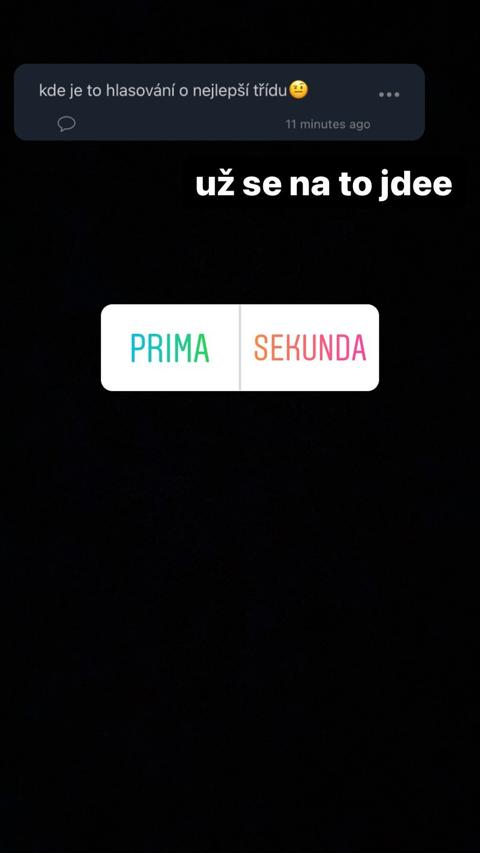 kde je to hlasování o nejlepší třídu🤨
11 minutes ago
už se na to jdee
PRIMA
SEKUNDA